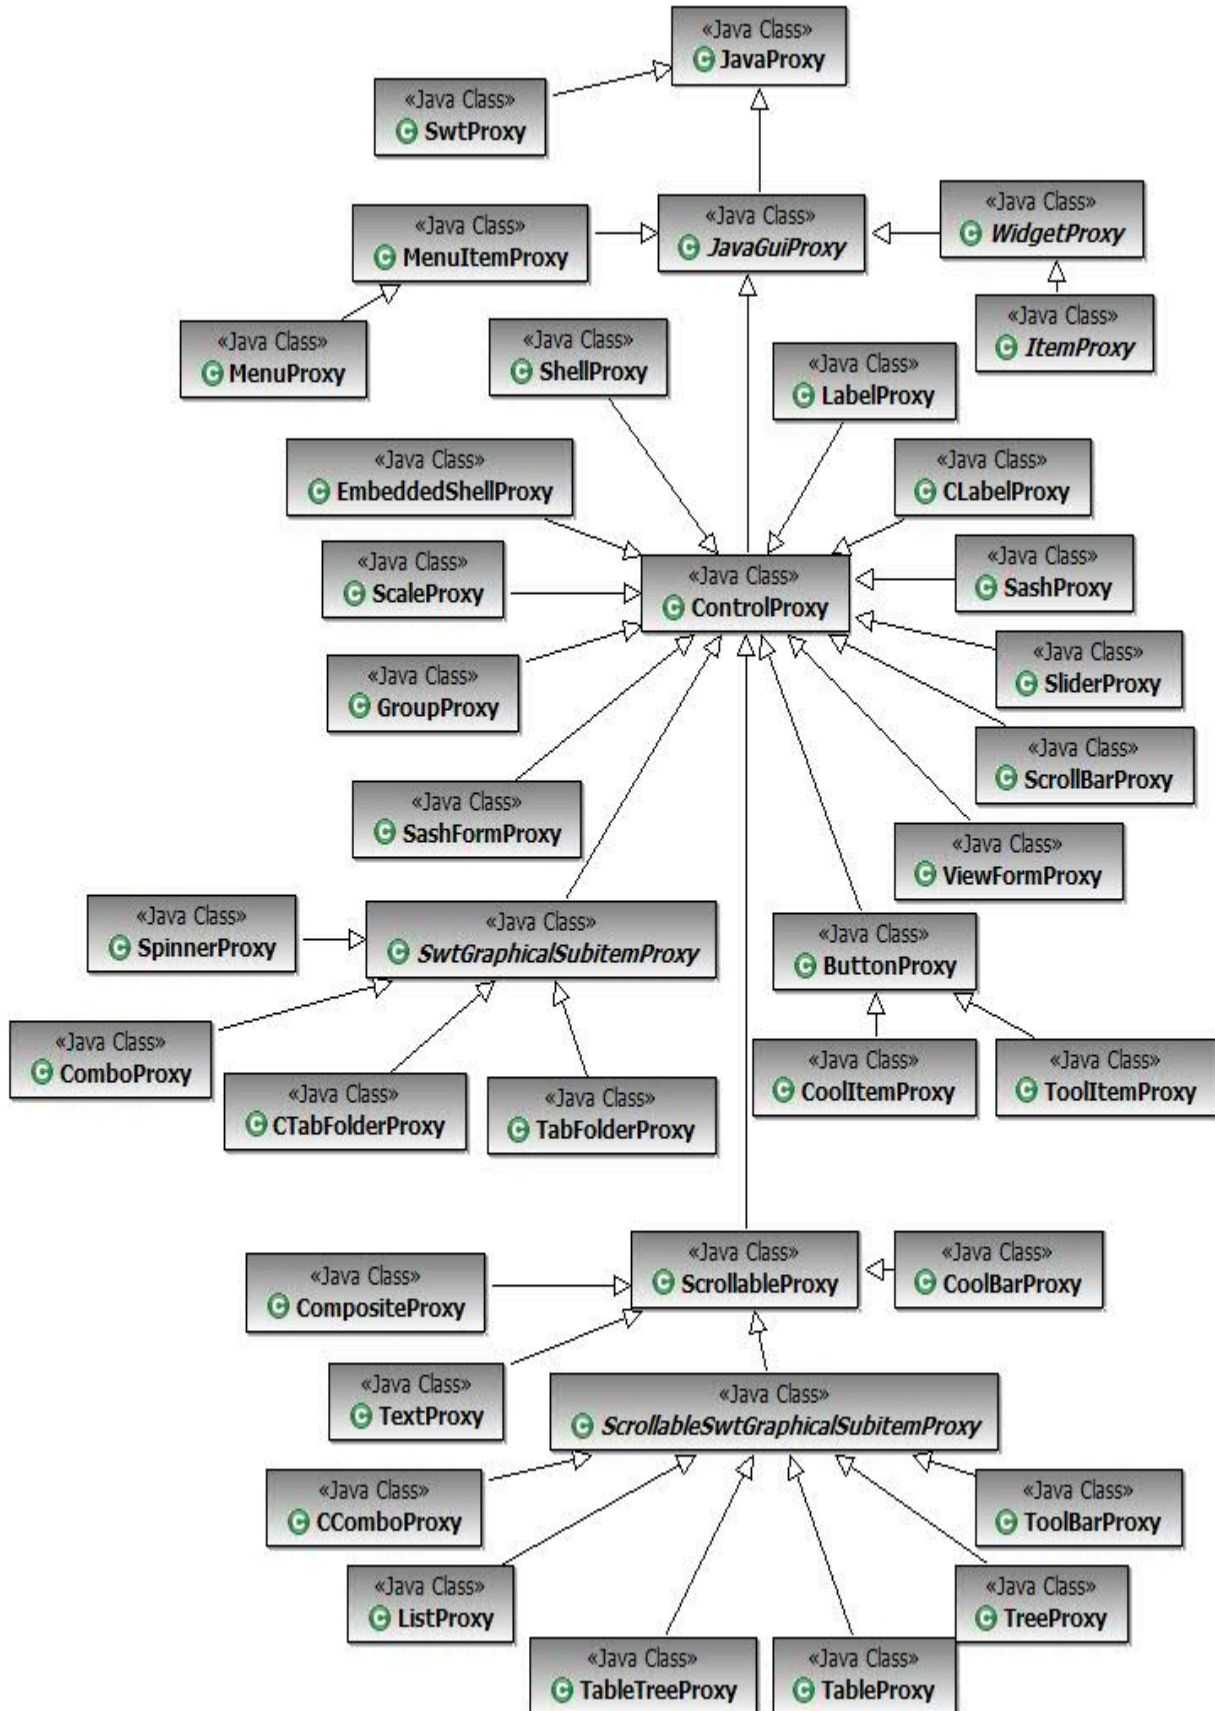 «Java Class»
JavaProxy
«Java Class»
SwtProxy
«Java Class»
WidgetProxy
«Java Class»
JavaGuiProxy
«Java Class»
MenuItemProxy
«Java Class»
ItemProxy
«Java Class»
MenuProxy
«Java Class»
ShellProxy
«Java Class»
LabelProxy
«Java Class»
EmbeddedShellProxy
«Java Class»
CLabelProxy
«Java Class»
ScaleProxy
«Java Class»
ControlProxy
«Java Class»
SashProxy
«Java Class»
GroupProxy
«Java Class»
SliderProxy
«Java Class»
ScrollBarProxy
«Java Class»
SashFormProxy
«Java Class»
ViewFormProxy
«Java Class»
SpinnerProxy
«Java Class»
SwtGraphicalSubitemProxy
«Java Class»
ButtonProxy
«Java Class»
ComboProxy
«Java Class»
CTabFolderProxy
«Java Class»
TabFolderProxy
«Java Class»
CoolItemProxy
«Java Class»
ToolItemProxy
«Java Class»
ScrollableProxy
«Java Class»
CoolBarProxy
«Java Class»
CompositeProxy
«Java Class»
TextProxy
«Java Class»
ScrollableSwtGraphicalSubitemProxy
«Java Class»
CComboProxy
«Java Class»
ToolBarProxy
«Java Class»
ListProxy
«Java Class»
TreeProxy
«Java Class»
TableTreeProxy
«Java Class»
TableProxy